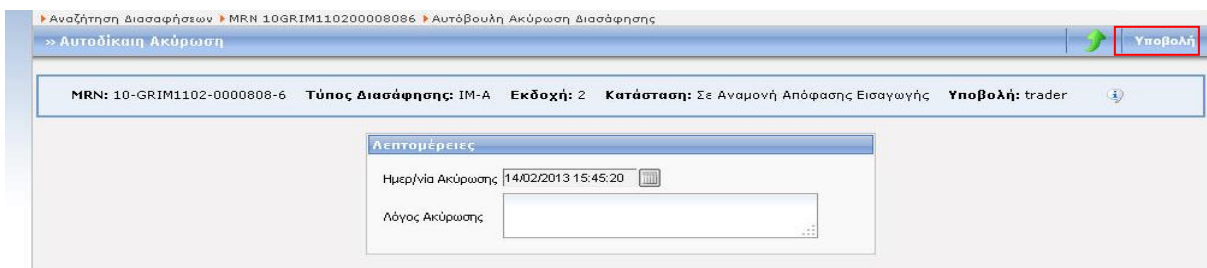 Αναζήτηση Διασαφήσεων MRN 10GRIM110200008086 Αυτόβουλη Ακύρωση Διασάφησης
» Αυτοδίκαιη Ακύρωση Υποβολή
MRN: 10-GRIM1102-0000808-6 Τύπος Διασάφησης: IM-A Εκδοχή: 2 Κατάσταση: Σε Αναμονή Απόφασης Εισαγωγής Υποβολή: trader
Λεπτομέρειες
Ημερ/νία Ακύρωσης 14/02/2013 15:45:20
Λόγος Ακύρωσης